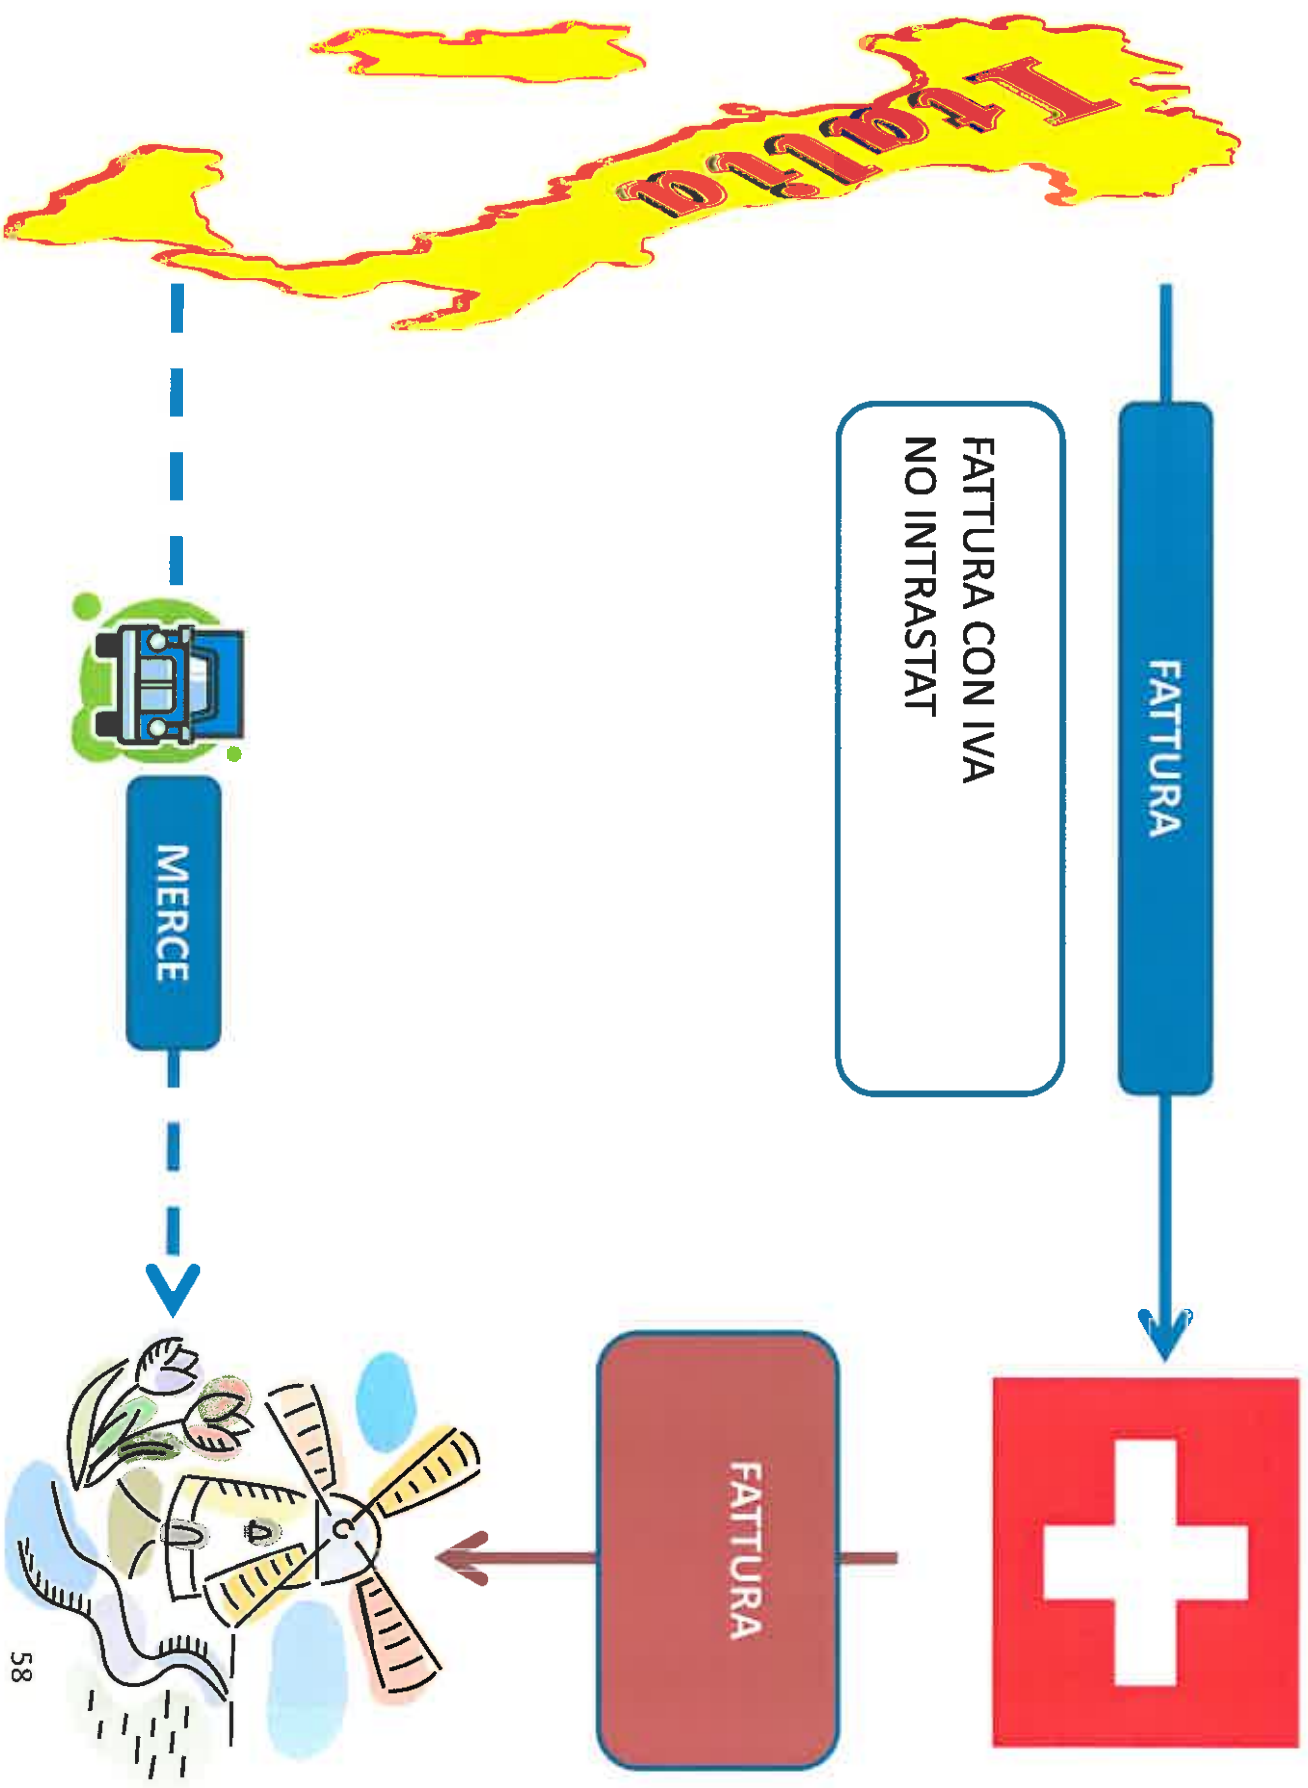 Italia
FATTURA
FATTURA CON IVA
NO INTRASTAT
FATTURA
MERCE
58